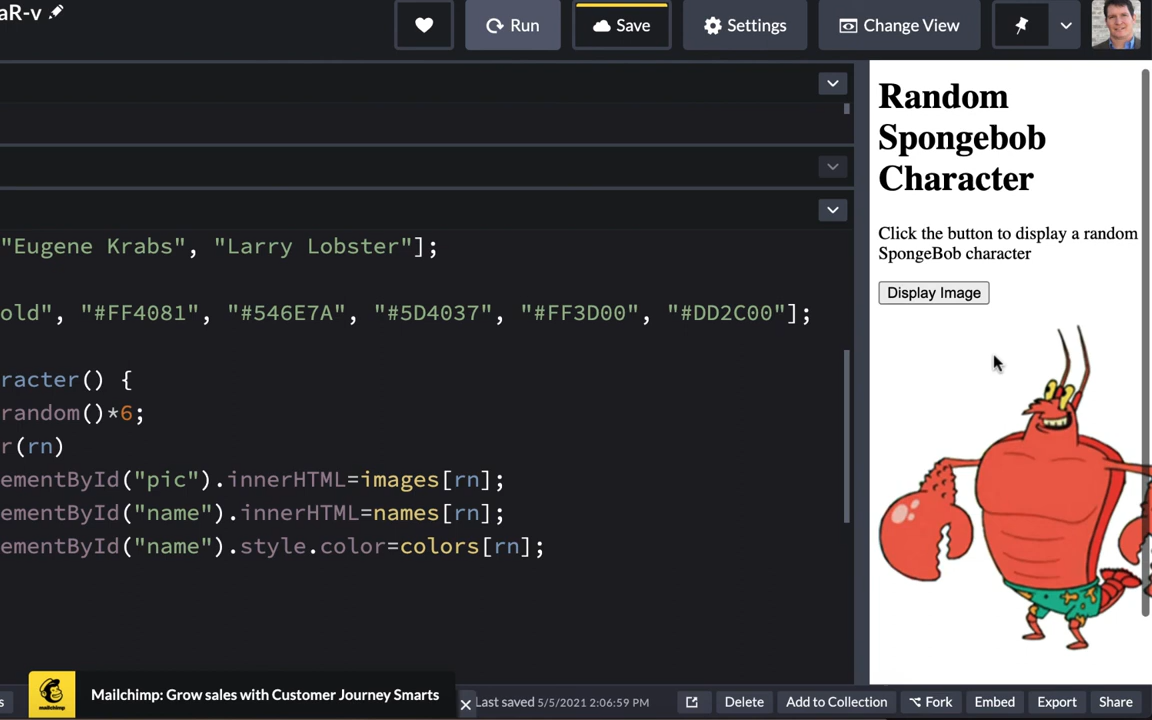 aR-v
Run
Save
Settings
Change View
"Eugene Krabs", "Larry Lobster"];
old", "#FF4081", "#546E7A", "#5D4037", "#FF3D00", "#DD2C00"];
racter() {
random()*6;
r(rn)
ementById("pic").innerHTML=images[rn];
ementById("name").innerHTML=names[rn];
ementById("name").style.color=colors[rn];
Random
Spongebob
Character
Click the button to display a random
SpongeBob character
Display Image
s
mailchimp
Mailchimp: Grow sales with Customer Journey Smarts
Last saved 5/5/2021 2:06:59 PM
Delete
Add to Collection
Fork
Embed
Export
Share